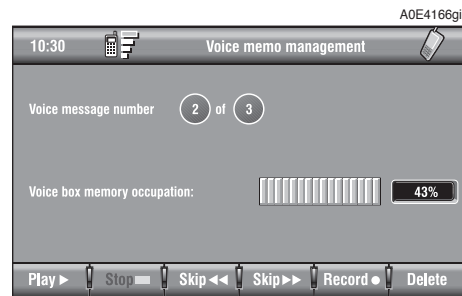 A0E4166gi
10:30 Voice memo management
Voice message number 2 of 3
Voice box memory occupation: 43%
Play ▶ Stop Skip ◀◀ Skip ▶▶ Record ● Delete